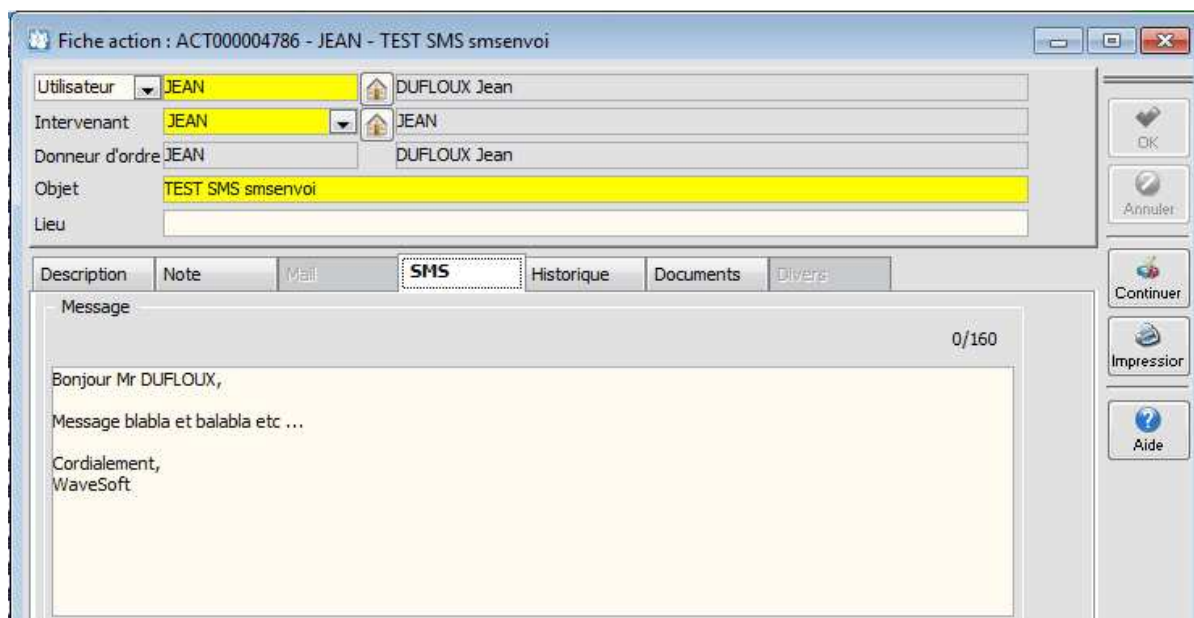 Fiche action : ACT000004786 - JEAN - TEST SMS smsenvoi
Utilisateur JEAN DUFLOUX Jean
Intervenant JEAN JEAN
Donneur d'ordre JEAN DUFLOUX Jean
Objet TEST SMS smsenvoi
Lieu
OK
Annuler
Continuer
Impression
Aide
Description Note Mail SMS Historique Documents Divers
Message
0/160
Bonjour Mr DUFLOUX,
Message blabla et balabla etc ...
Cordialement,
WaveSoft